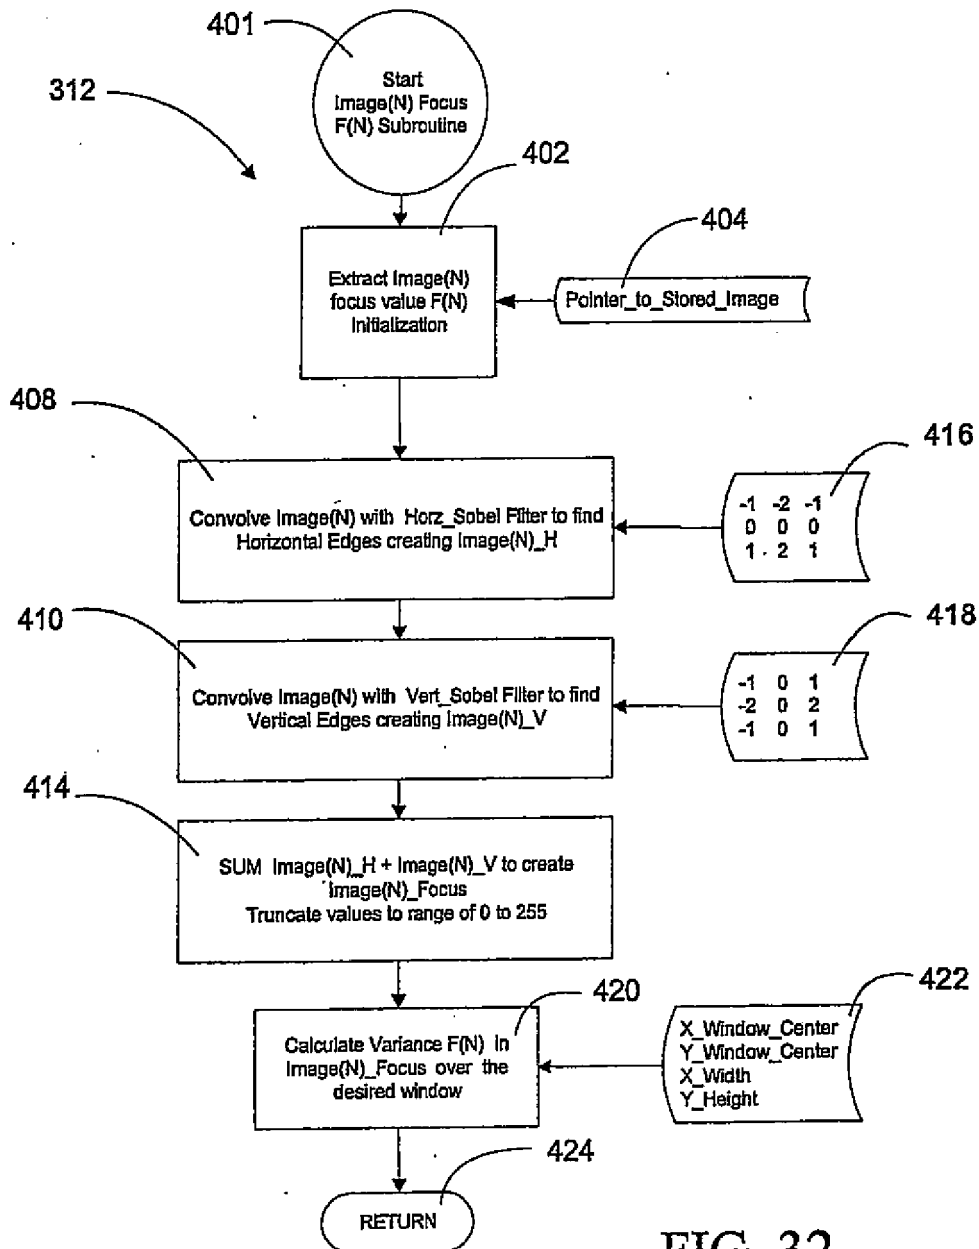 401
Start
Image(N) Focus
F(N) Subroutine
312
402
404
Extract Image(N)
focus value F(N)
Initialization
Pointer_to_Stored_Image
408
416
Convolve Image(N) with Horz_Sobel Filter to find
Horizontal Edges creating Image(N)_H
-1 -2 -1
0 0 0
1 2 1
410
418
Convolve Image(N) with Vert_Sobel Filter to find
Vertical Edges creating Image(N)_V
-1 0 1
-2 0 2
-1 0 1
414
SUM Image(N)_H + Image(N)_V to create
Image(N)_Focus
Truncate values to range of 0 to 255
420
422
Calculate Variance F(N) in
Image(N)_Focus over the
desired window
X_Window_Center
Y_Window_Center
X_Width
Y_Height
424
RETURN
FIG. 32